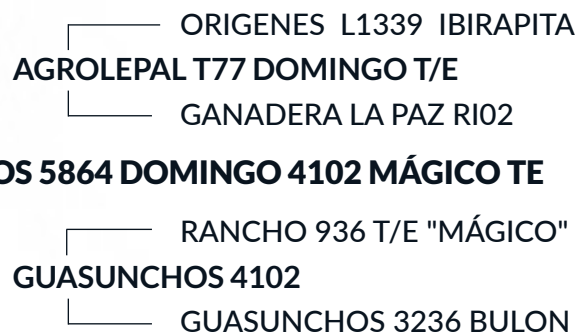 ORIGENES L1339 IBIRAPITA
AGROLEPAL T77 DOMINGO T/E
GANADERA LA PAZ RI02
OS 5864 DOMINGO 4102 MÁGICO TE
RANCHO 936 T/E "MÁGICO"
GUASUNCHOS 4102
GUASUNCHOS 3236 BULON